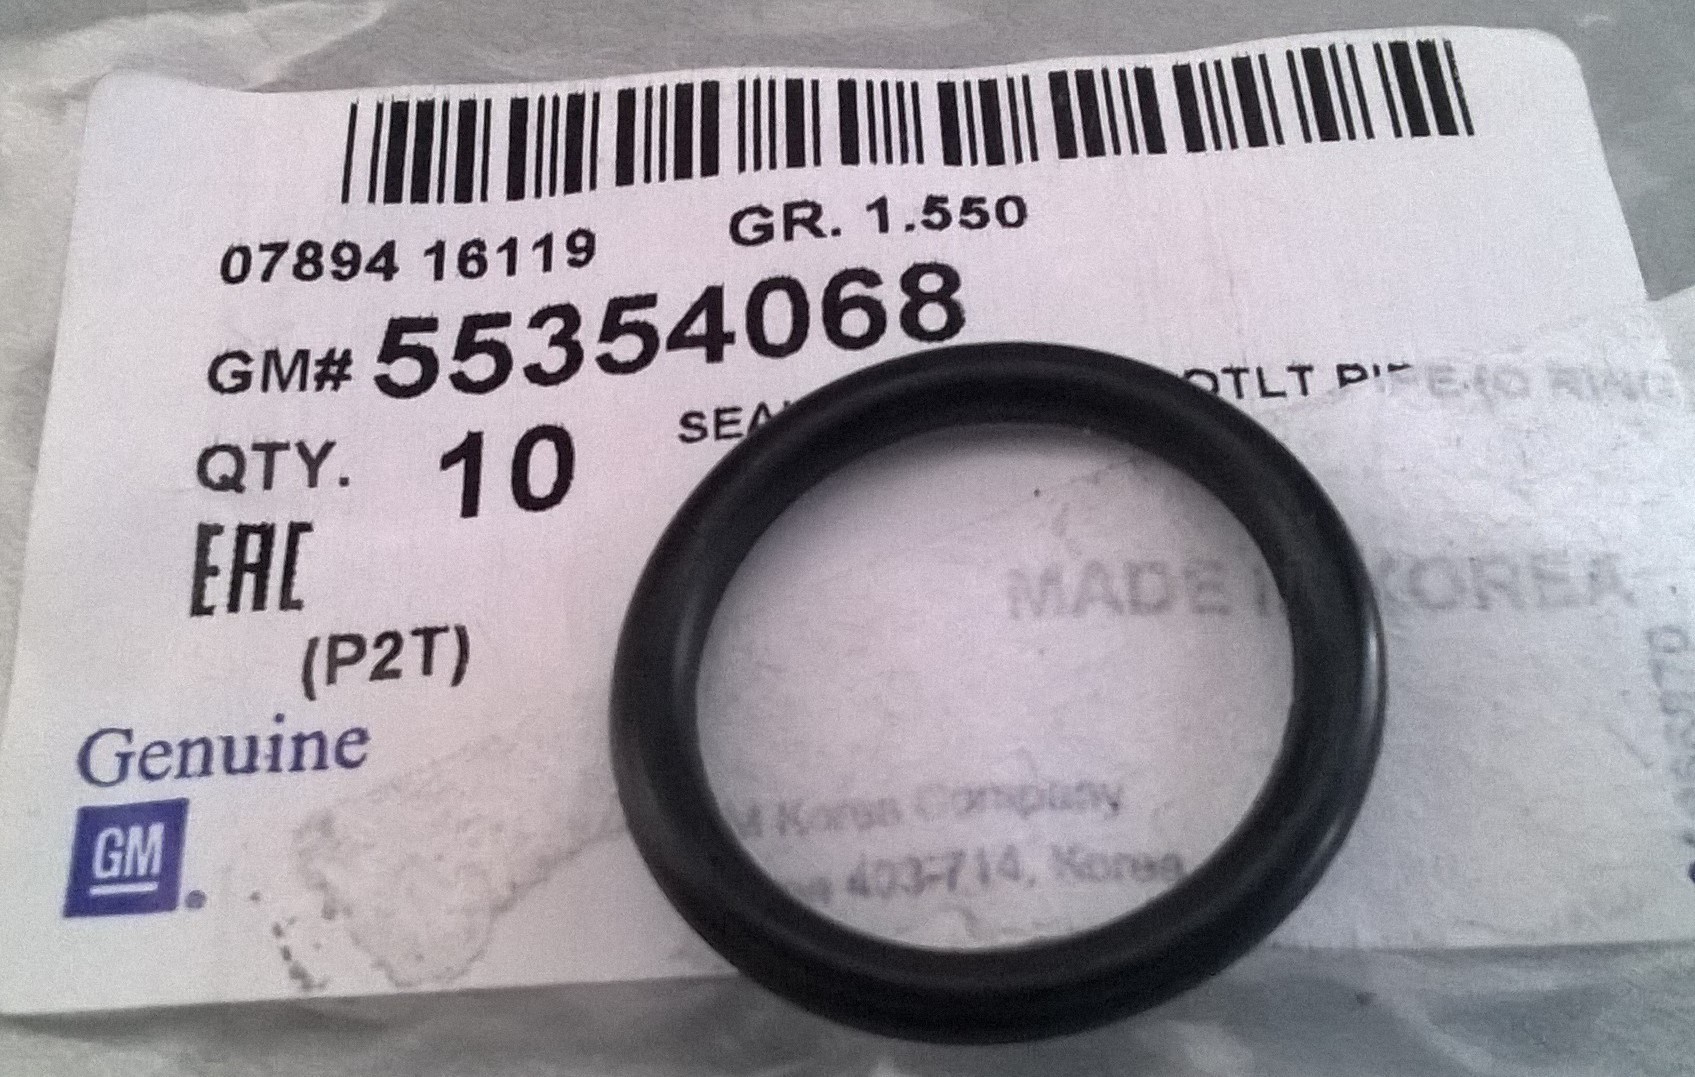 07894 16119 GR. 1.550
GM# 55354068
QTY. 10 OTLT PIPE (O RING
EAC
(P2T)
MADE IN KOREA
Genuine
Korea Company
GM 403-714, Korea